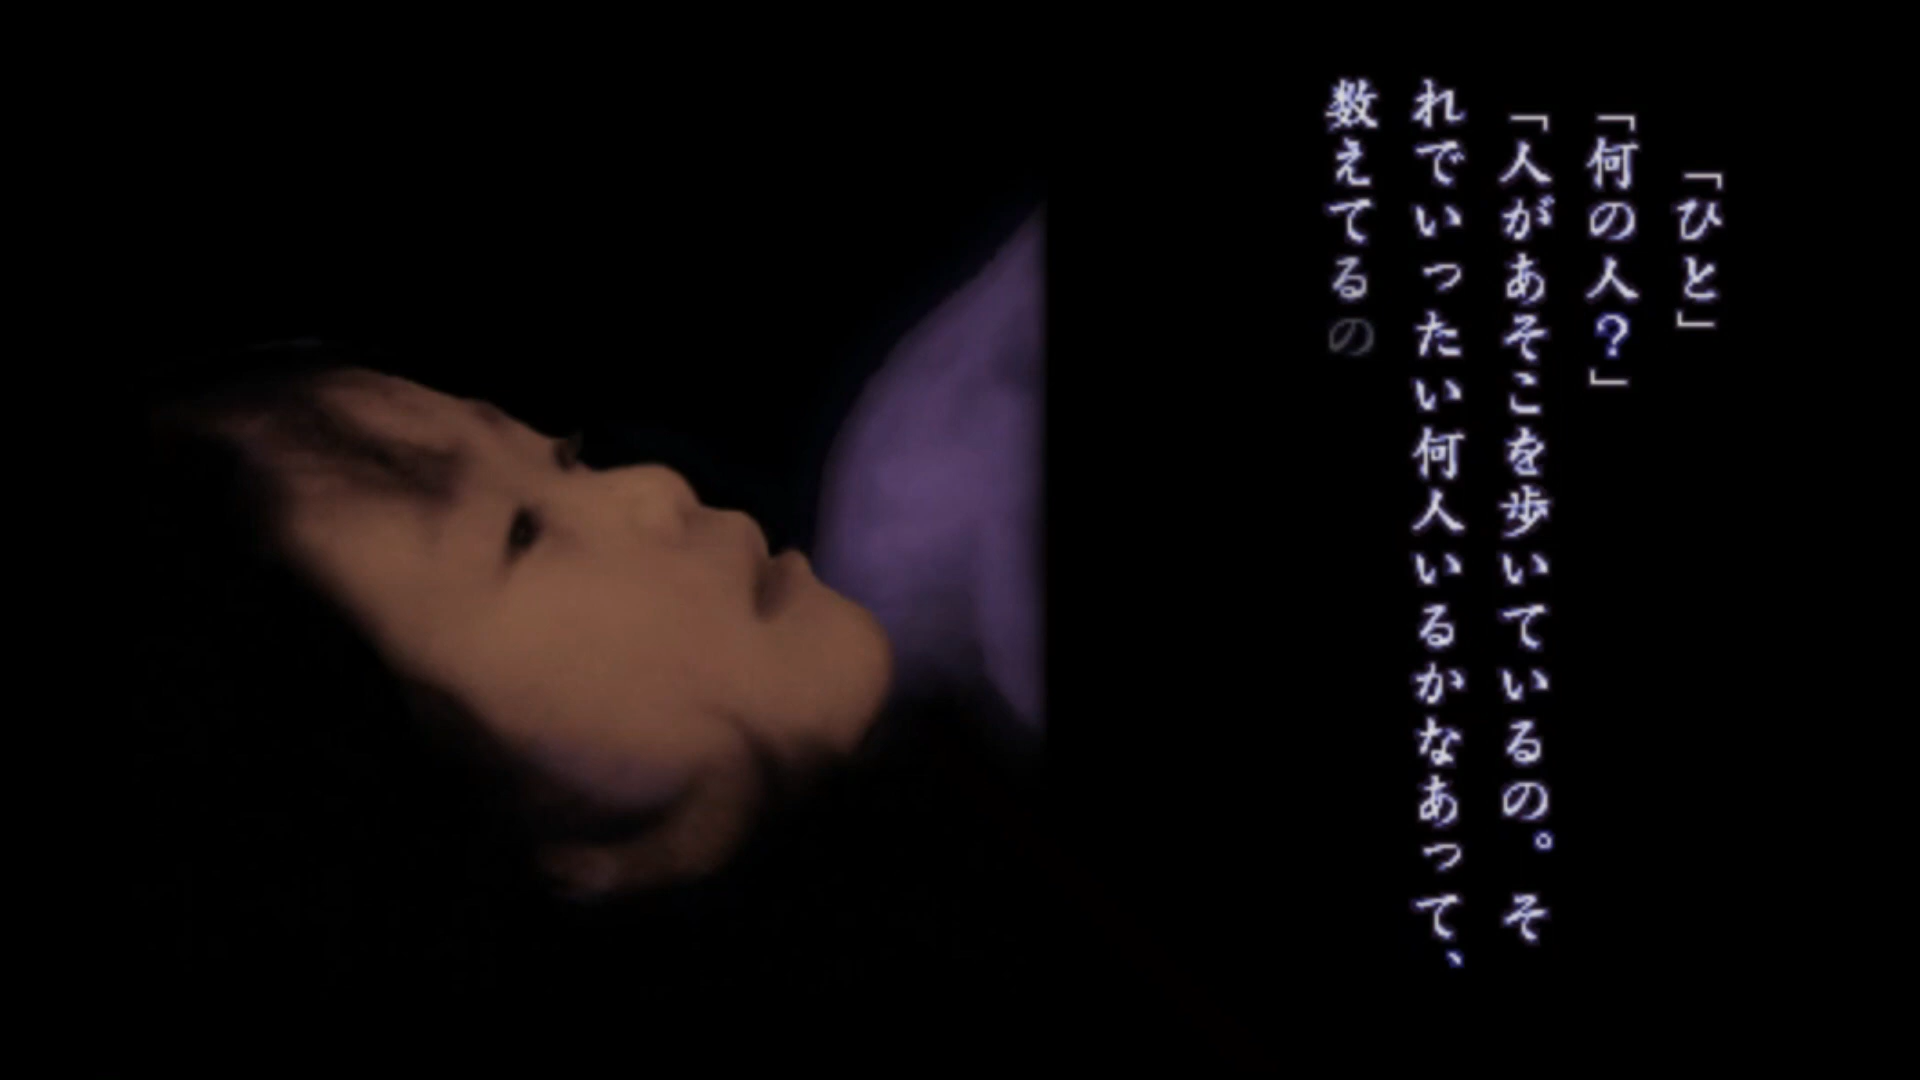 「ひと」
「何の人？」
「人があそこを歩いているの。そ
れでいったい何人いるかなあって、
数えてるの